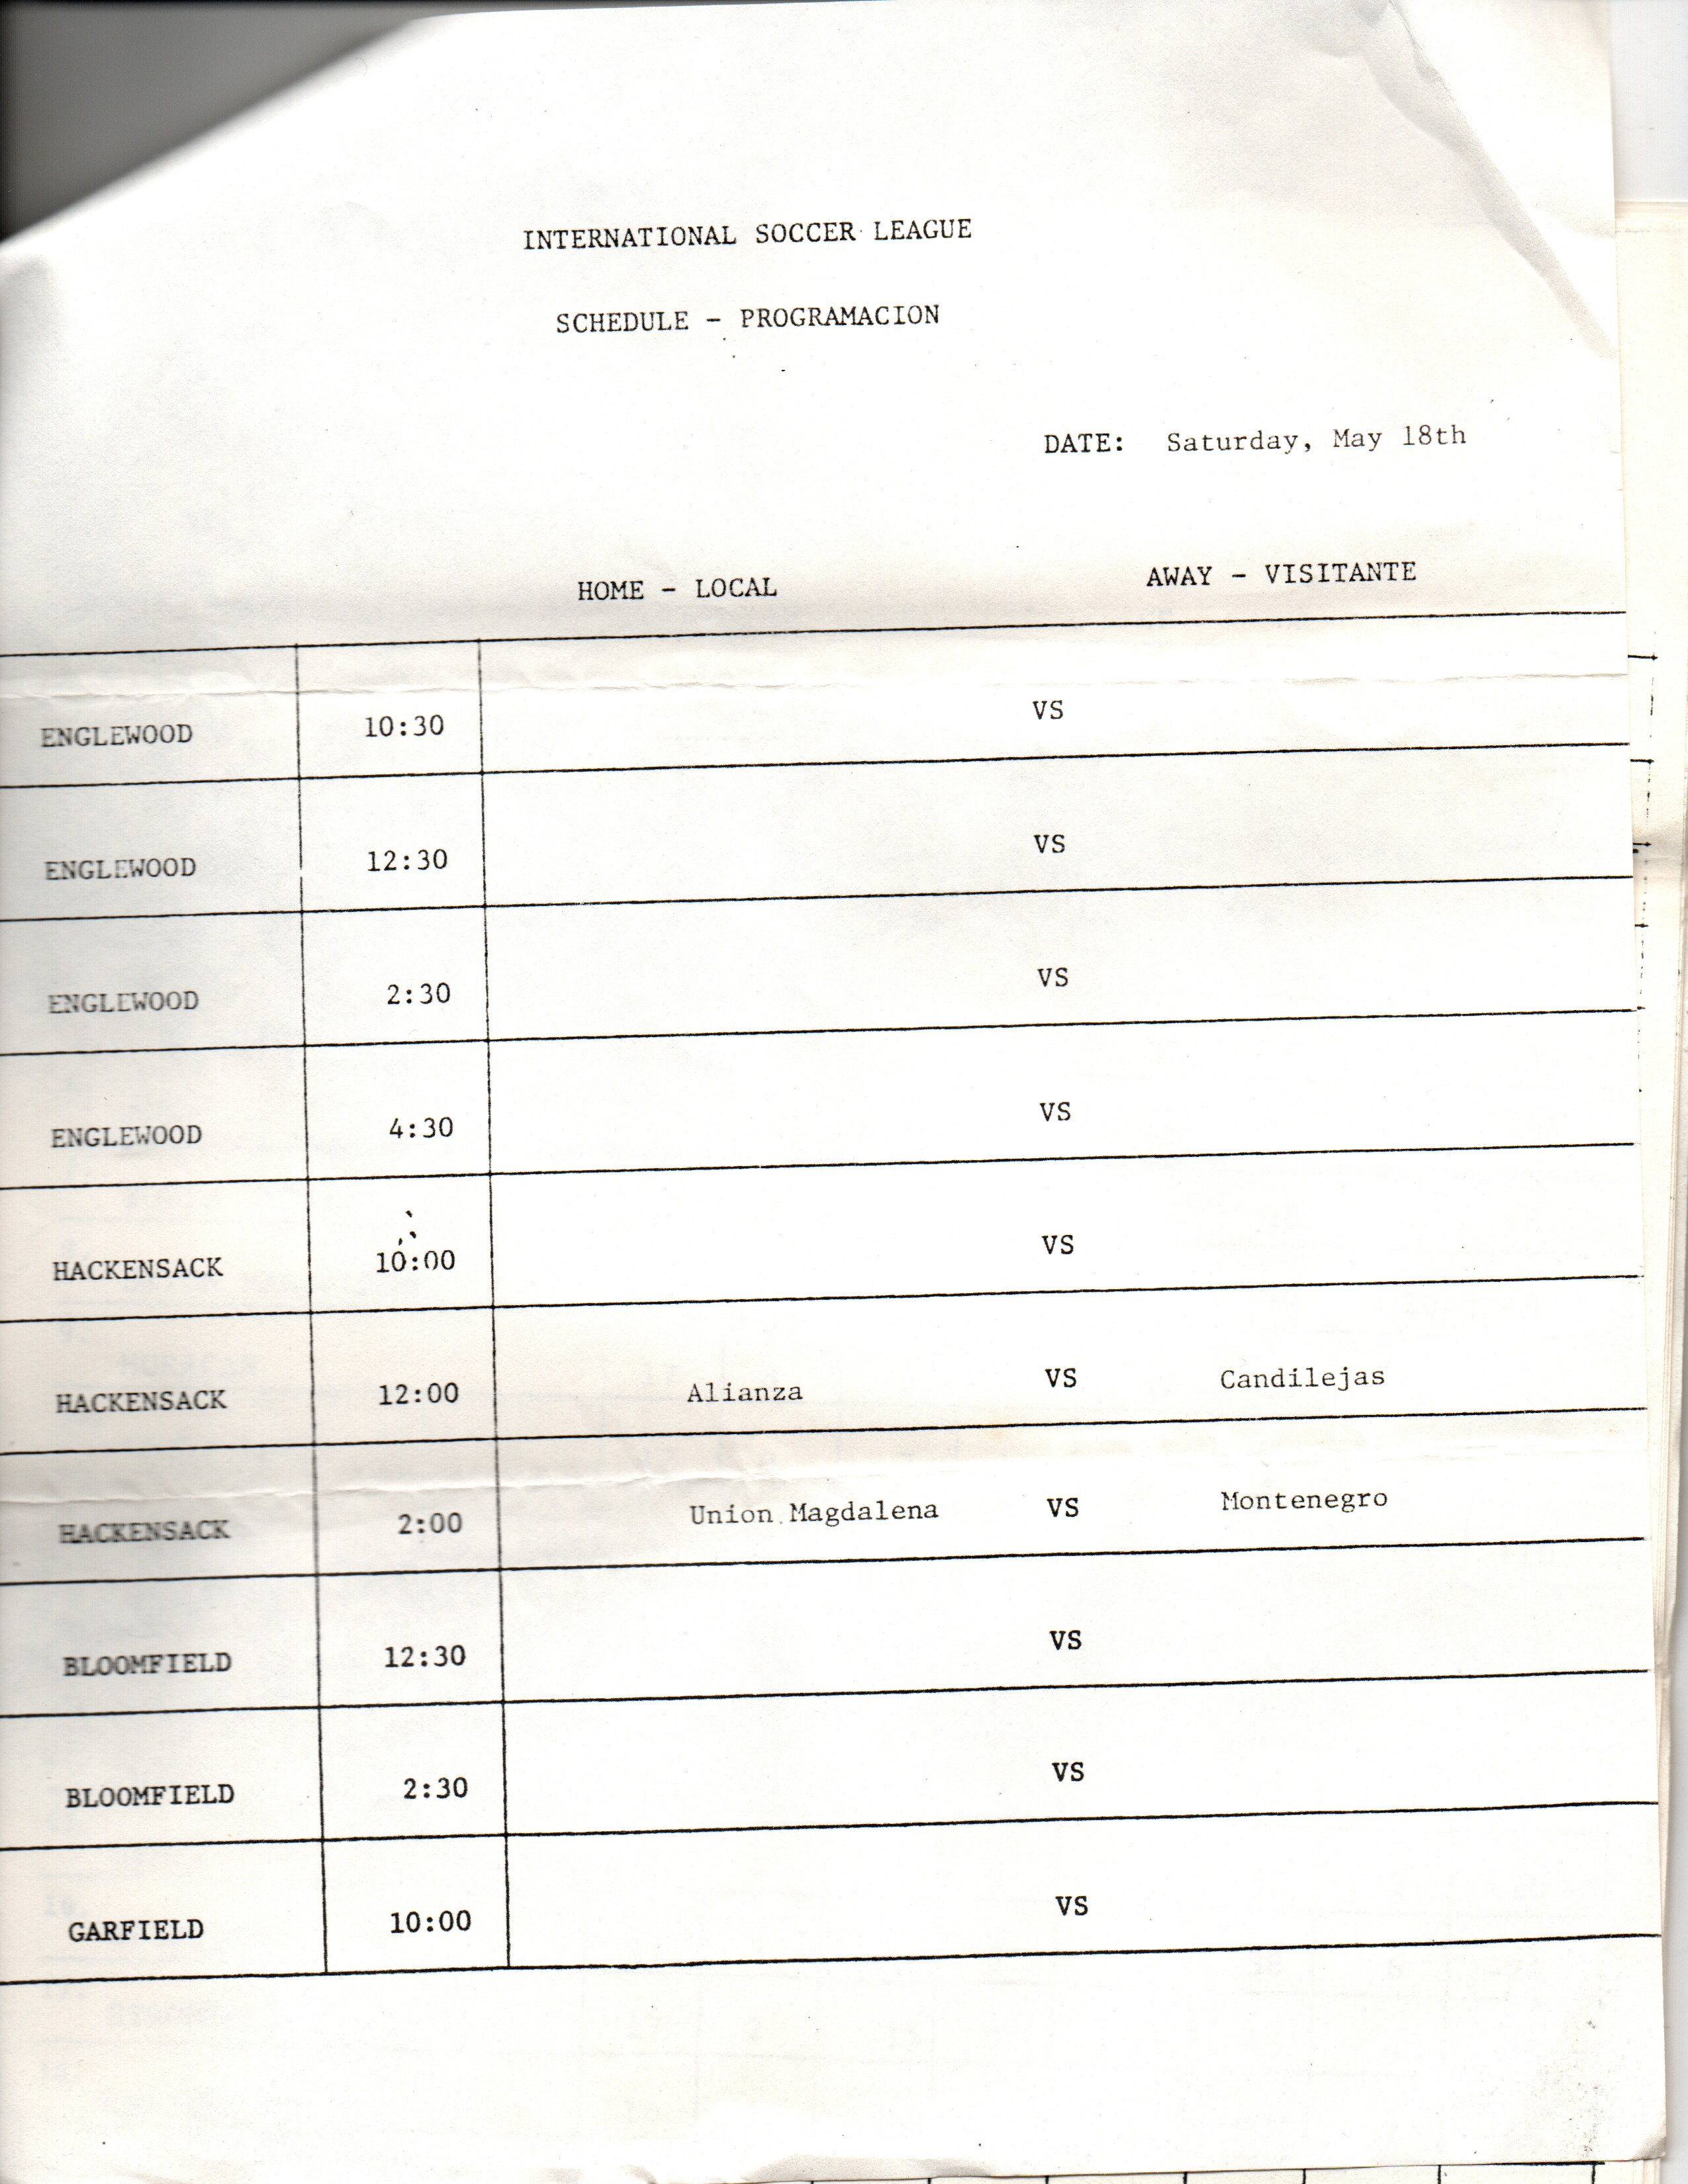 INTERNATIONAL SOCCER LEAGUE
SCHEDULE - PROGRAMACION
DATE: Saturday, May 18th
HOME - LOCAL AWAY - VISITANTE
ENGLEWOOD 10:30 VS
ENGLEWOOD 12:30 VS
ENGLEWOOD 2:30 VS
ENGLEWOOD 4:30 VS
HACKENSACK 10:00 VS
HACKENSACK 12:00 Alianza VS Candilejas
HACKENSACK 2:00 Union Magdalena VS Montenegro
BLOOMFIELD 12:30 VS
BLOOMFIELD 2:30 VS
GARFIELD 10:00 VS